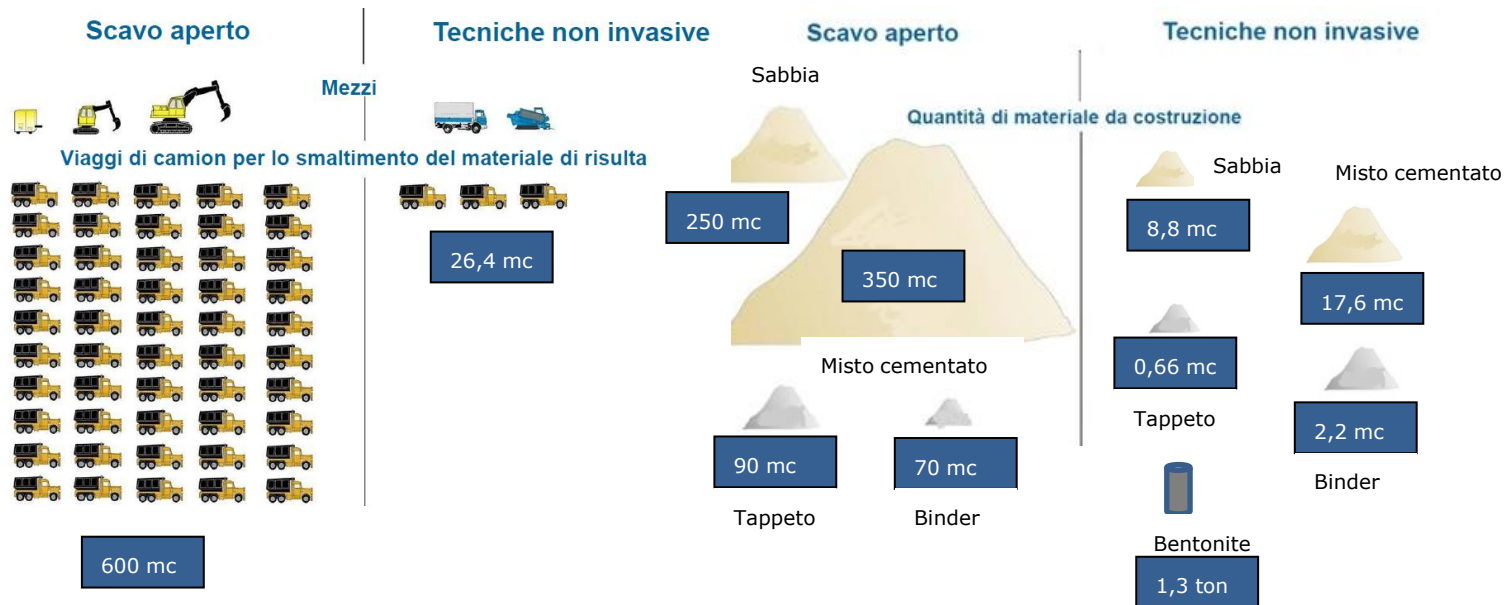 Scavo aperto
Tecniche non invasive
Mezzi
Viaggi di camion per lo smaltimento del materiale di risulta
26,4 mc
600 mc
Scavo aperto
Tecniche non invasive
Quantità di materiale da costruzione
Sabbia
250 mc
350 mc
Misto cementato
90 mc
70 mc
Tappeto
Binder
Sabbia
Misto cementato
8,8 mc
17,6 mc
0,66 mc
Tappeto
2,2 mc
Binder
Bentonite
1,3 ton